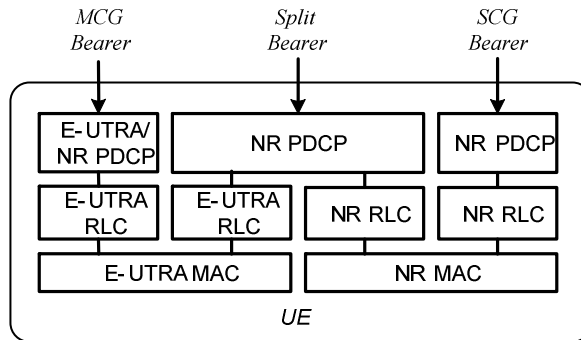 MCG Split SCG
Bearer Bearer Bearer
E-UTRA/
NR PDCP NR PDCP NR PDCP
E-UTRA E-UTRA NR RLC NR RLC
RLC RLC
E-UTRA MAC NR MAC
UE